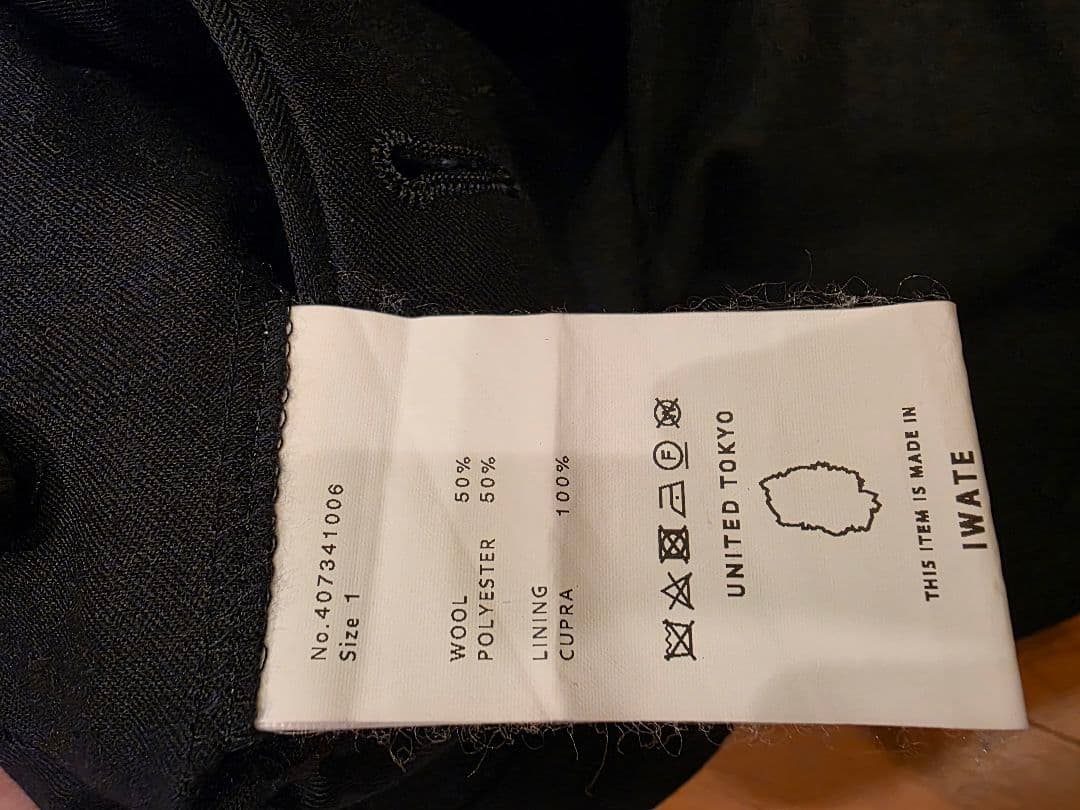 No.407341006
Size 1
WOOL 50%
POLYESTER 50%
LINING
CUPRA 100%
F W
UNITED TOKYO
THIS ITEM IS MADE IN
IWATE